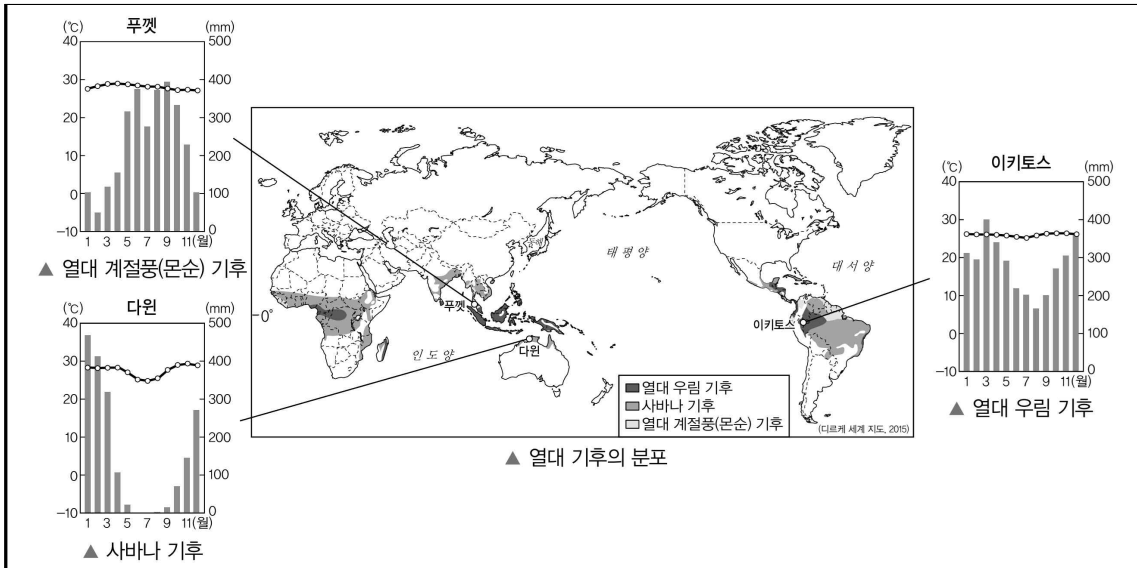 푸껫
(℃) (mm)
40 500
30 400
20 300
10 200
0 100
-10 0
1 3 5 7 9 11(월)
▲ 열대 계절풍(몬순) 기후
다윈
(℃) (mm)
40 500
30 400
20 300
10 200
0 100
-10 0
1 3 5 7 9 11(월)
▲ 사바나 기후
0°
푸껫
인도양
다윈
태평양
대서양
이키토스
열대 우림 기후
사바나 기후
열대 계절풍(몬순) 기후
(디르케 세계 지도, 2015)
▲ 열대 기후의 분포
이키토스
(℃) (mm)
40 500
30 400
20 300
10 200
0 100
-10 0
1 3 5 7 9 11(월)
▲ 열대 우림 기후